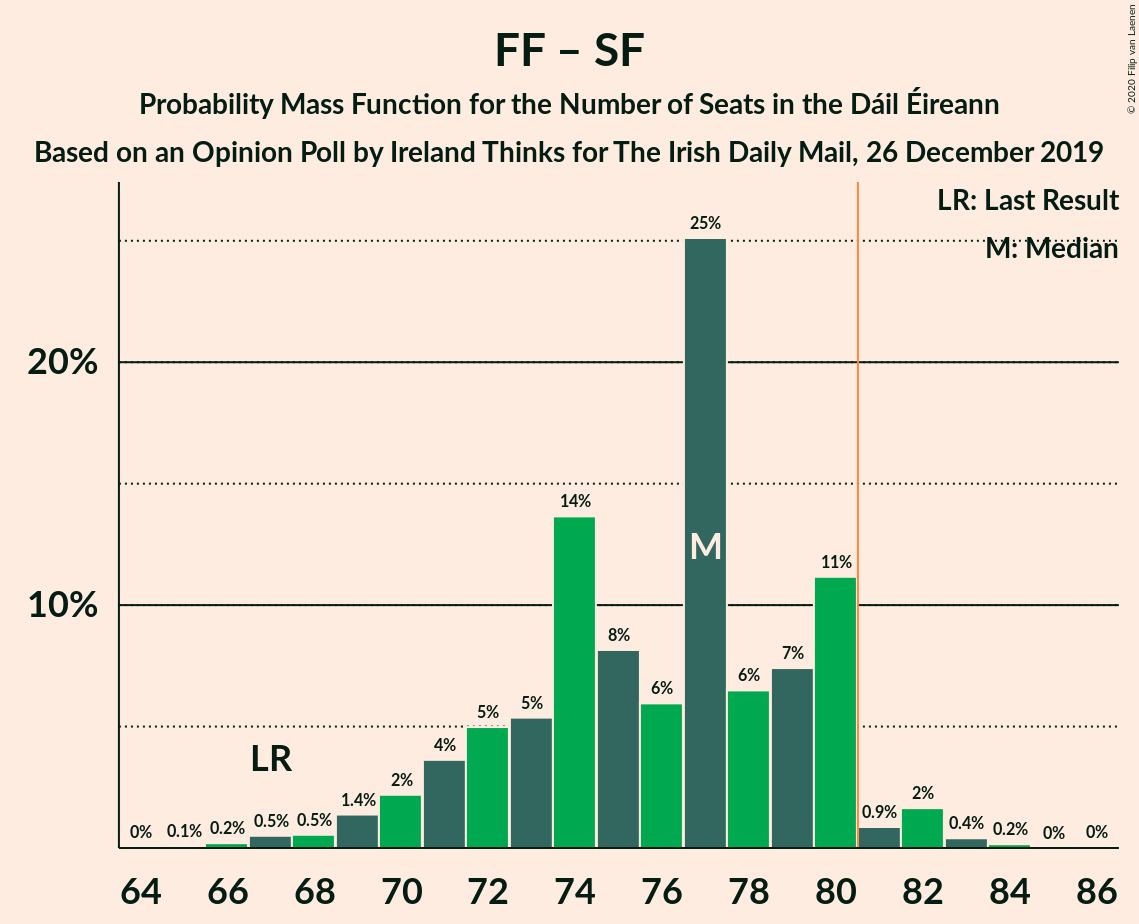 FF – SF
Probability Mass Function for the Number of Seats in the Dáil Éireann
Based on an Opinion Poll by Ireland Thinks for The Irish Daily Mail, 26 December 2019
© 2020 Filip van Laenen
LR: Last Result
M: Median
20%
10%
LR
M
0%
0.1%
0.2%
0.5%
0.5%
1.4%
2%
4%
5%
5%
14%
8%
6%
25%
6%
7%
11%
0.9%
2%
0.4%
0.2%
0%
0%
64 66 68 70 72 74 76 78 80 82 84 86